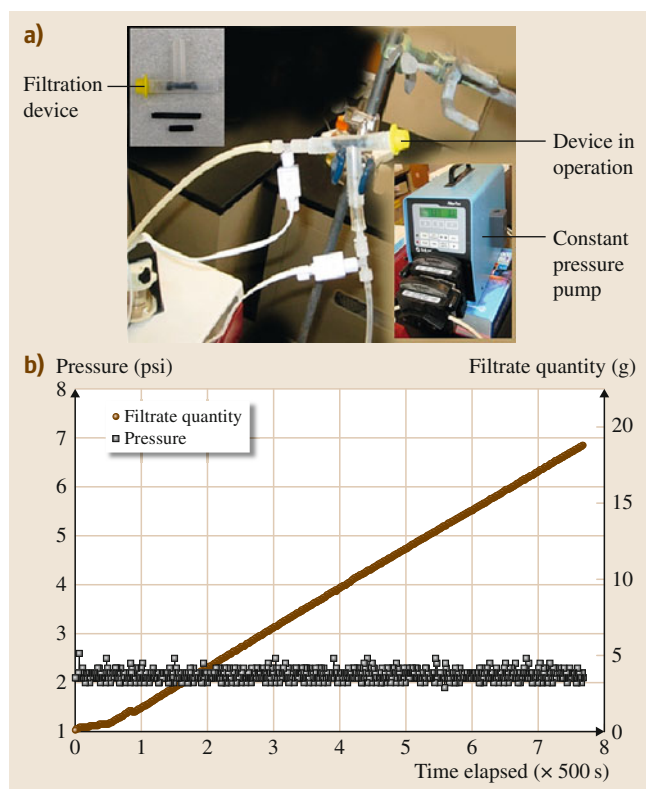 a)
Filtration
device
Device in
operation
Constant
pressure
pump
b) Pressure (psi) Filtrate quantity (g)
8
7
6
5
4
3
2
1
Filtrate quantity
Pressure
20
15
10
5
0
0 1 2 3 4 5 6 7 8
Time elapsed (× 500 s)